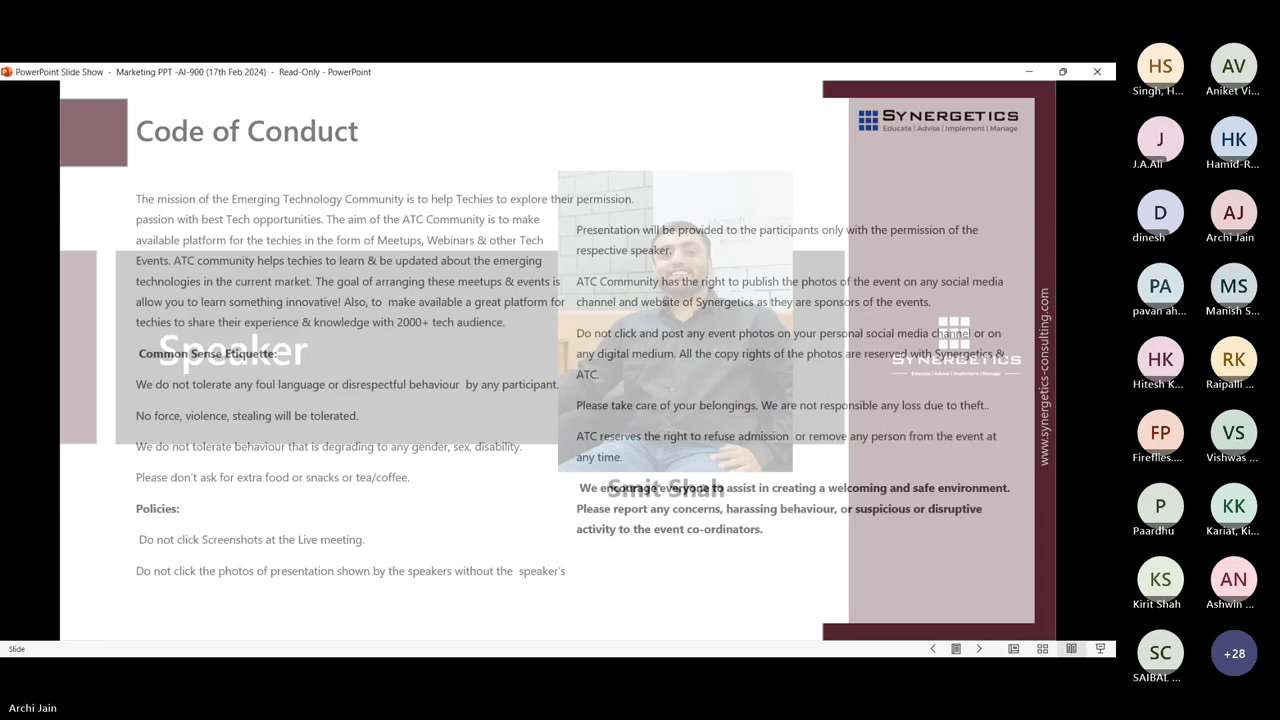 PowerPoint Slide Show - Marketing PPT -AI-900 (17th Feb 2024) - Read-Only - PowerPoint
Code of Conduct
SYNERGETICS
Educate | Advise | Implement | Manage
The mission of the Emerging Technology Community is to help Techies to explore their
passion with best Tech opportunities. The aim of the ATC Community is to make
available platform for the techies in the form of Meetups, Webinars & other Tech
Events. ATC community helps techies to learn & be updated about the emerging
technologies in the current market. The goal of arranging these meetups & events is
allow you to learn something innovative! Also, to make available a great platform for
techies to share their experience & knowledge with 2000+ tech audience.
Common Sense Etiquette:
We do not tolerate any foul language or disrespectful behaviour by any participant.
No force, violence, stealing will be tolerated.
We do not tolerate behaviour that is degrading to any gender, sex, disability.
Please don't ask for extra food or snacks or tea/coffee.
Policies:
Do not click Screenshots at the Live meeting.
Do not click the photos of presentation shown by the speakers without the speaker's
permission.
Presentation will be provided to the participants only with the permission of the
respective speaker.
ATC Community has the right to publish the photos of the event on any social media
channel and website of Synergetics as they are sponsors of the events.
Do not click and post any event photos on your personal social media channel or on
any digital medium. All the copy rights of the photos are reserved with Synergetics &
ATC.
Please take care of your belongings. We are not responsible any loss due to theft..
ATC reserves the right to refuse admission or remove any person from the event at
any time.
We encourage everyone to assist in creating a welcoming and safe environment.
Please report any concerns, harassing behaviour, or suspicious or disruptive
activity to the event co-ordinators.
Speaker
Microsoft
Smit Shah
SYNERGETICS
Educate | Advise | Implement | Manage
www.synergetics-consulting.com
Slide
Archi Jain
HS
Singh, H...
AV
Aniket Vi...
J
J.A.Ali
HK
Hamid-R...
D
dinesh
AJ
Archi Jain
PA
pavan ah...
MS
Manish S...
HK
Hitesh K...
RK
Raipalli ...
FP
Fireflies....
VS
Vishwas ...
P
Paardhu
KK
Kariat, Ki...
KS
Kirit Shah
AN
Ashwin ...
SC
SAIBAL ...
+28